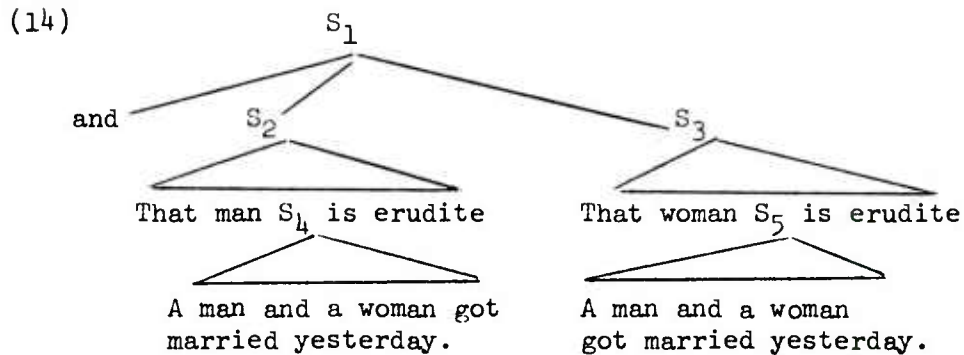 (14)
S1
and S2 S3
That man S4 is erudite That woman S5 is erudite
A man and a woman got A man and a woman
married yesterday. got married yesterday.